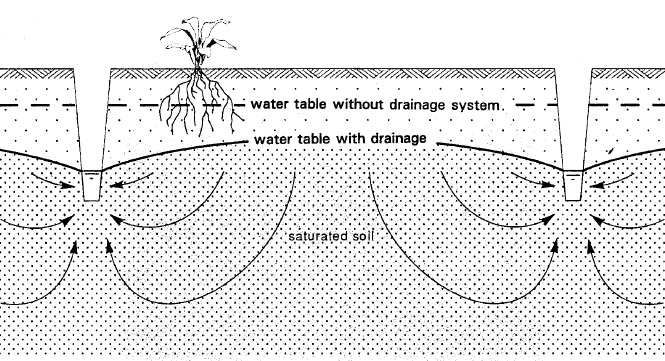 water table without drainage system.
water table with drainage
saturated soil